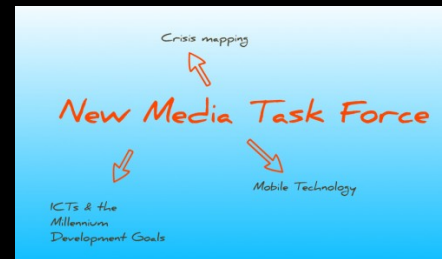 Crisis mapping
New Media Task Force
Mobile Technology
ICTs & the
Millennium
Development Goals